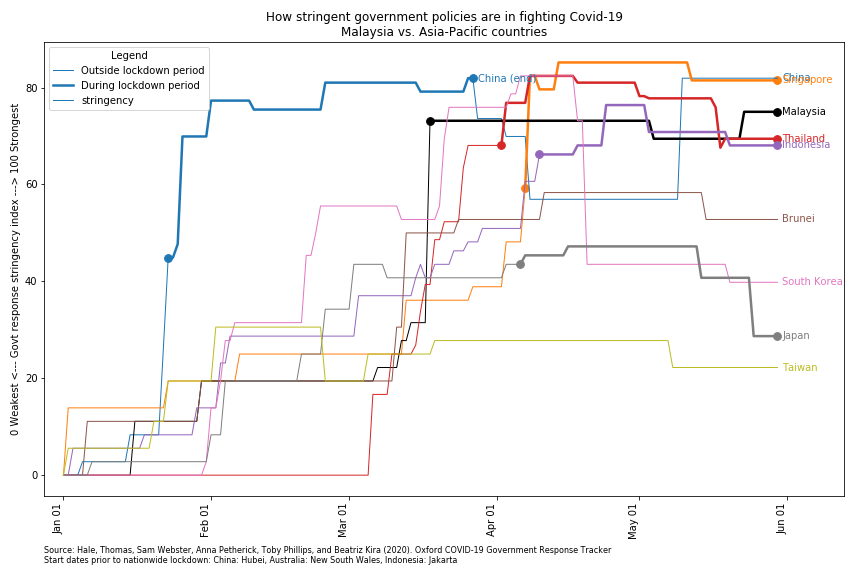 How stringent government policies are in fighting Covid-19
Malaysia vs. Asia-Pacific countries
Legend
Outside lockdown period
During lockdown period
stringency
0 Weakest <--- Govt response stringency index ---> 100 Strongest
80
60
40
20
0
China (end)
China
Singapore
Malaysia
Thailand
Indonesia
Brunei
South Korea
Japan
Taiwan
Jan 01
Feb 01
Mar 01
Apr 01
May 01
Jun 01
Source: Hale, Thomas, Sam Webster, Anna Petherick, Toby Phillips, and Beatriz Kira (2020). Oxford COVID-19 Government Response Tracker
Start dates prior to nationwide lockdown: China: Hubei, Australia: New South Wales, Indonesia: Jakarta